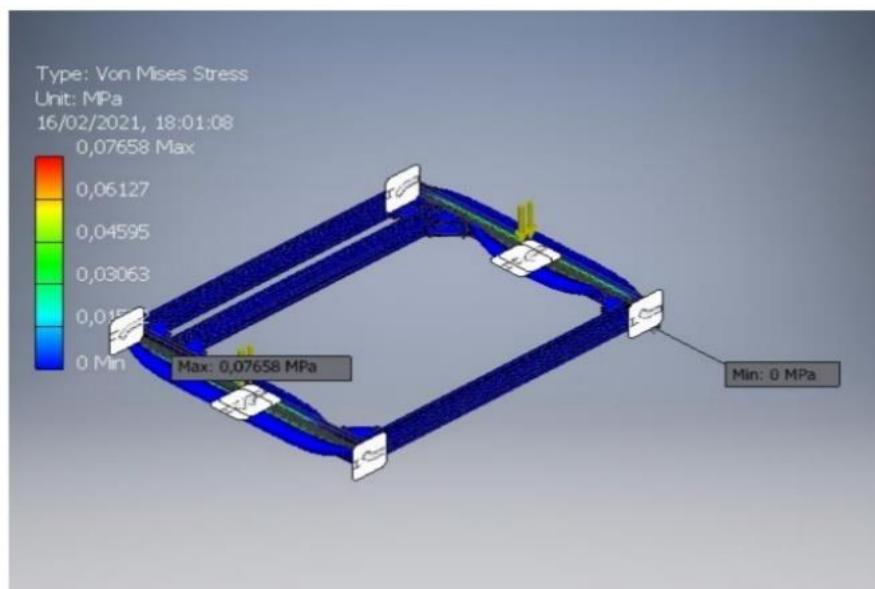 Type: Von Mises Stress
Unit: MPa
16/02/2021, 18:01:08
0,07658 Max
0,06127
0,04595
0,03063
0 Min
Max: 0,07658 MPa
Min: 0 MPa